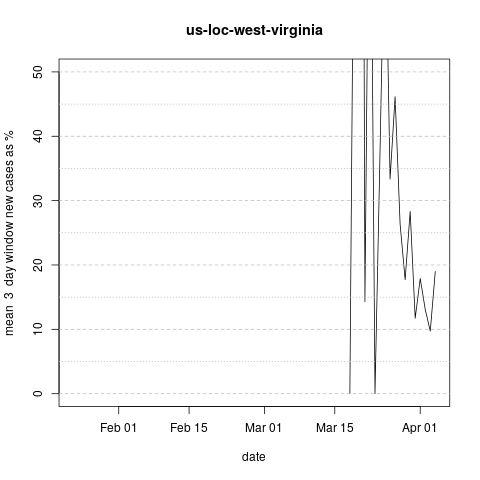 us-loc-west-virginia
mean 3 day window new cases as %
50
40
30
20
10
0
Feb 01
Feb 15
Mar 01
Mar 15
Apr 01
date